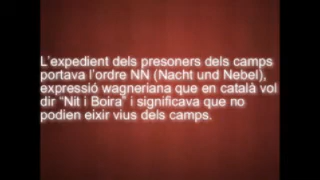 L'expedient dels presoners dels camps
portava l'ordre NN (Nacht und Nebel),
expressió wagneriana que en català vol
dir “Nit i Boira” i significava que no
podien eixir vius dels camps.